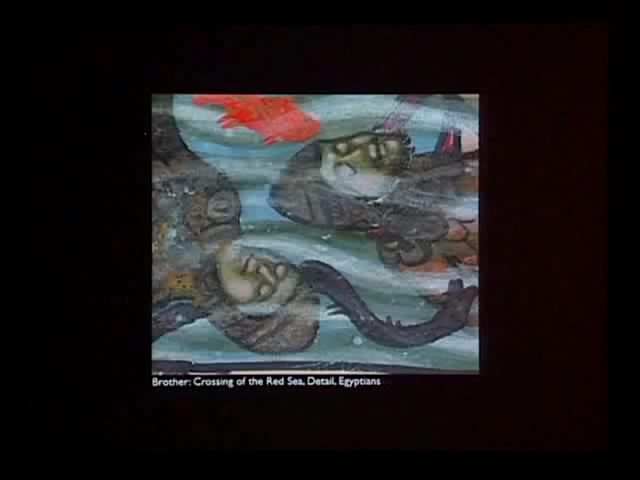 Brother: Crossing of the Red Sea, Detail, Egyptians